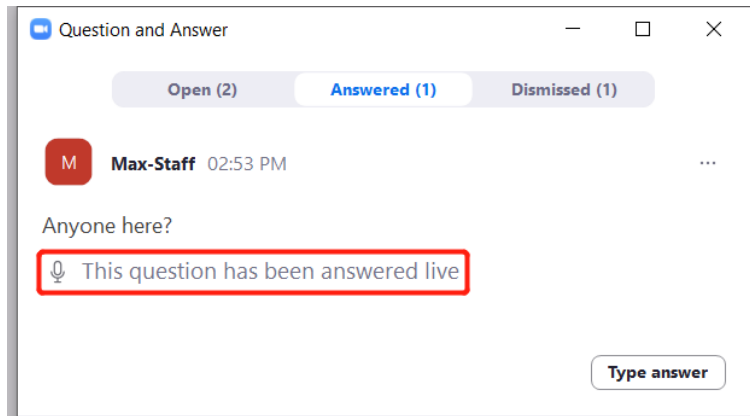 Question and Answer
Open (2) Answered (1) Dismissed (1)
M Max-Staff 02:53 PM ...
Anyone here?
This question has been answered live
Type answer